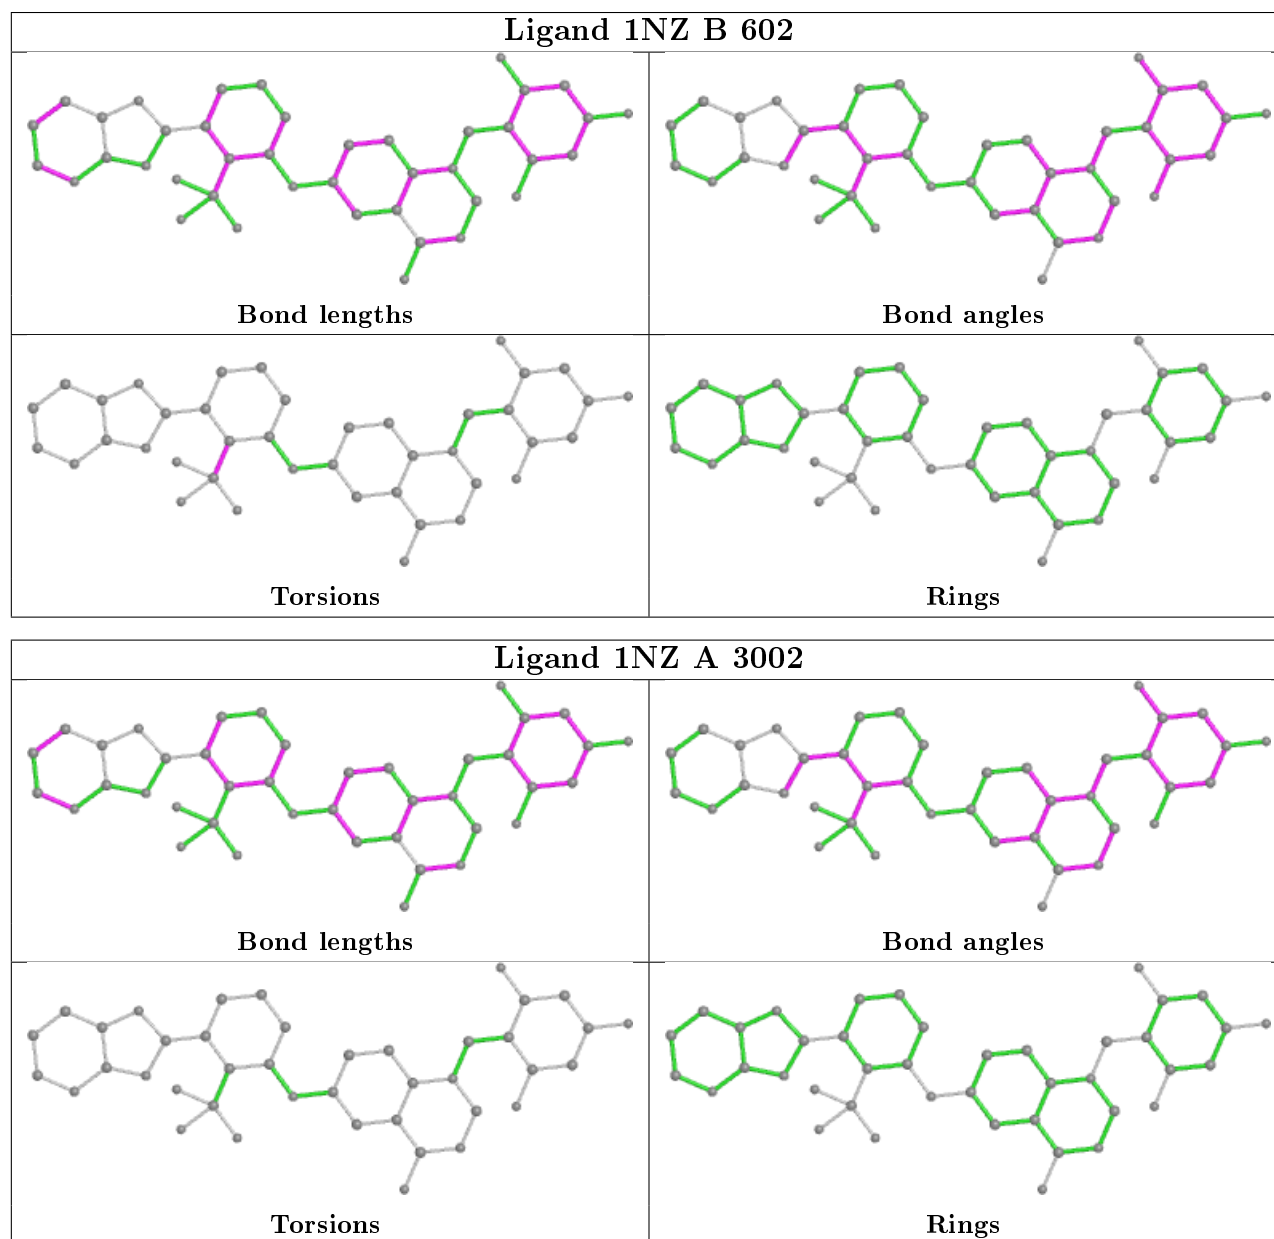 Ligand 1NZ B 602
Bond lengths
Bond angles
Torsions
Rings
Ligand 1NZ A 3002
Bond lengths
Bond angles
Torsions
Rings